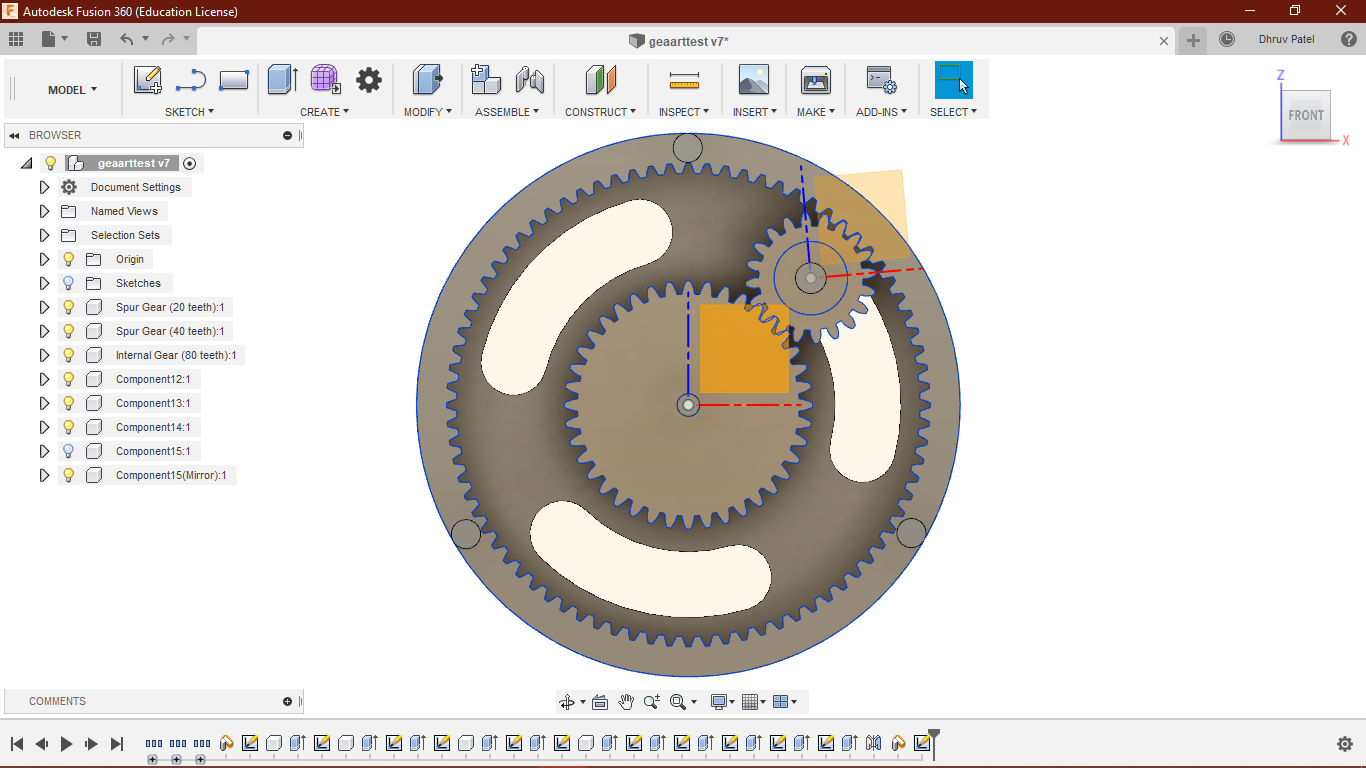 Autodesk Fusion 360 (Education License)
geaarttest v7*
Dhruv Patel
MODEL
SKETCH
CREATE
MODIFY
ASSEMBLE
CONSTRUCT
INSPECT
INSERT
MAKE
ADD-INS
SELECT
Z
FRONT
X
BROWSER
geaarttest v7
Document Settings
Named Views
Selection Sets
Origin
Sketches
Spur Gear (20 teeth):1
Spur Gear (40 teeth):1
Internal Gear (80 teeth):1
Component12:1
Component13:1
Component14:1
Component15:1
Component15(Mirror):1
COMMENTS